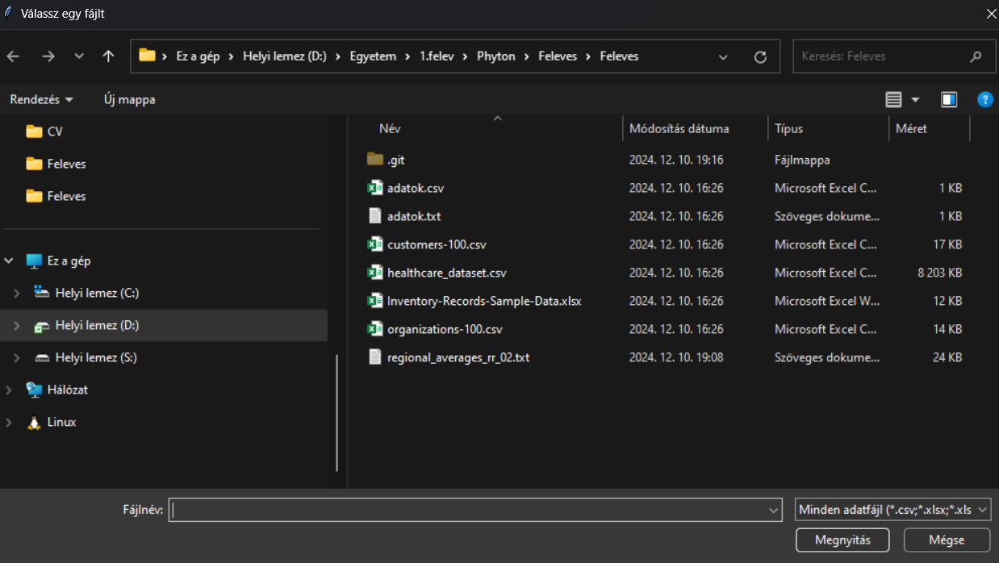 Válassz egy fájlt
Ez a gép › Helyi lemez (D:) › Egyetem › 1.felev › Phyton › Feleves › Feleves
Keresés: Feleves
Rendezés
Új mappa
CV
Feleves
Feleves
Ez a gép
Helyi lemez (C:)
Helyi lemez (D:)
Helyi lemez (S:)
Hálózat
Linux
Név Módosítás dátuma Típus Méret
.git 2024. 12. 10. 19:16 Fájlmappa
adatok.csv 2024. 12. 10. 16:26 Microsoft Excel C... 1 KB
adatok.txt 2024. 12. 10. 16:26 Szöveges dokume... 1 KB
customers-100.csv 2024. 12. 10. 16:26 Microsoft Excel C... 17 KB
healthcare_dataset.csv 2024. 12. 10. 16:26 Microsoft Excel C... 8 203 KB
Inventory-Records-Sample-Data.xlsx 2024. 12. 10. 16:26 Microsoft Excel W... 12 KB
organizations-100.csv 2024. 12. 10. 16:26 Microsoft Excel C... 14 KB
regional_averages_rr_02.txt 2024. 12. 10. 19:08 Szöveges dokume... 24 KB
Fájlnév:
Minden adatfájl (*.csv;*.xlsx;*.xls
Megnyitás
Mégse